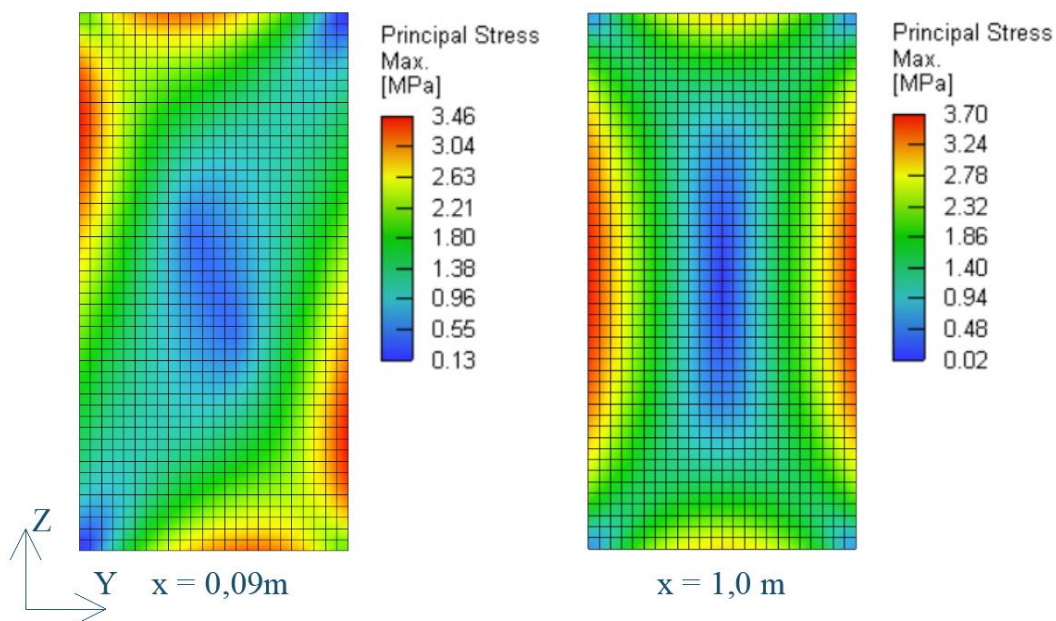 Principal Stress
Max.
[MPa]
3.46
3.04
2.63
2.21
1.80
1.38
0.96
0.55
0.13
Principal Stress
Max.
[MPa]
3.70
3.24
2.78
2.32
1.86
1.40
0.94
0.48
0.02
Z
Y
x = 0,09m
x = 1,0 m